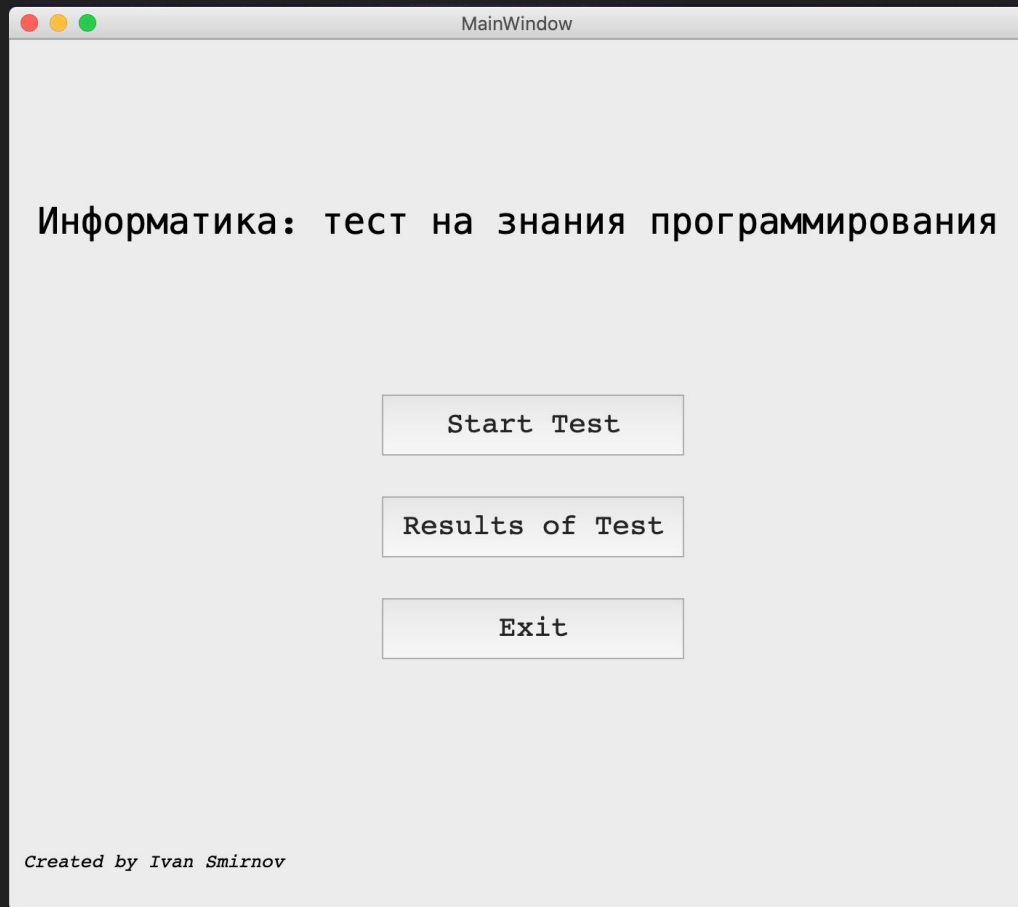 MainWindow
Информатика: тест на знания программирования
Start Test
Results of Test
Exit
Created by Ivan Smirnov